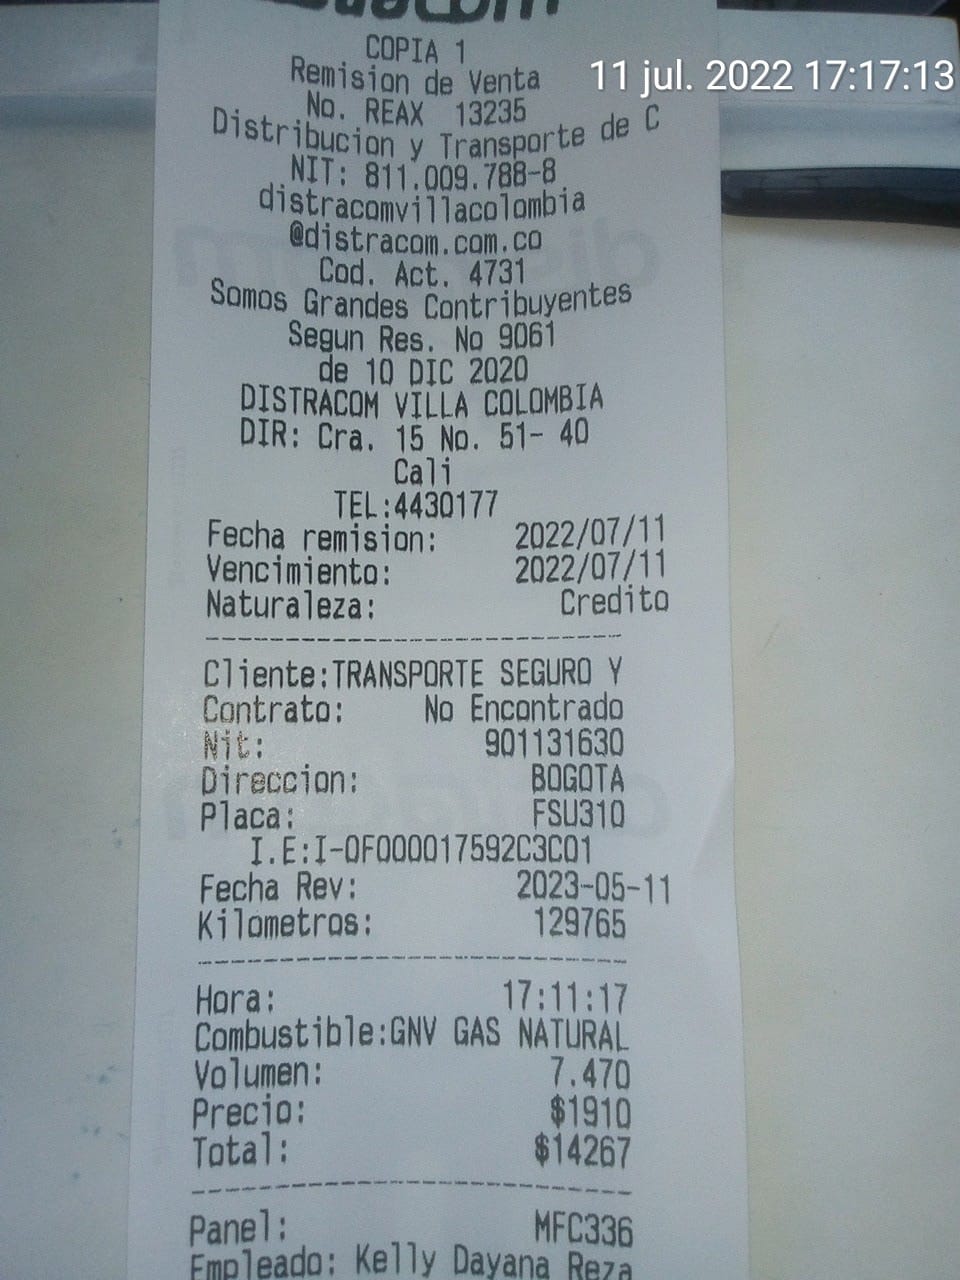 COPIA 1
11 jul. 2022 17:17:13
Remision de Venta
No. REAX 13235
Distribucion y Transporte de C
NIT: 811.009.788-8
distracomvillacolombia
@distracom.com.co
Cod. Act. 4731
Somos Grandes Contribuyentes
Segun Res. No 9061
de 10 DIC 2020
DISTRACOM VILLA COLOMBIA
DIR: Cra. 15 No. 51- 40
Cali
TEL:4430177
Fecha remision: 2022/07/11
Vencimiento: 2022/07/11
Naturaleza: Credito
Cliente:TRANSPORTE SEGURO Y
Contrato: No Encontrado
Nit: 901131630
Direccion: BOGOTA
Placa: FSU310
I.E:I-0F000017592C3C01
Fecha Rev: 2023-05-11
Kilometros: 129765
Hora: 17:11:17
Combustible:GNV GAS NATURAL
Volumen: 7.470
Precio: $1910
Total: $14267
Panel: MFC336
Empleado: Kelly Dayana Reza